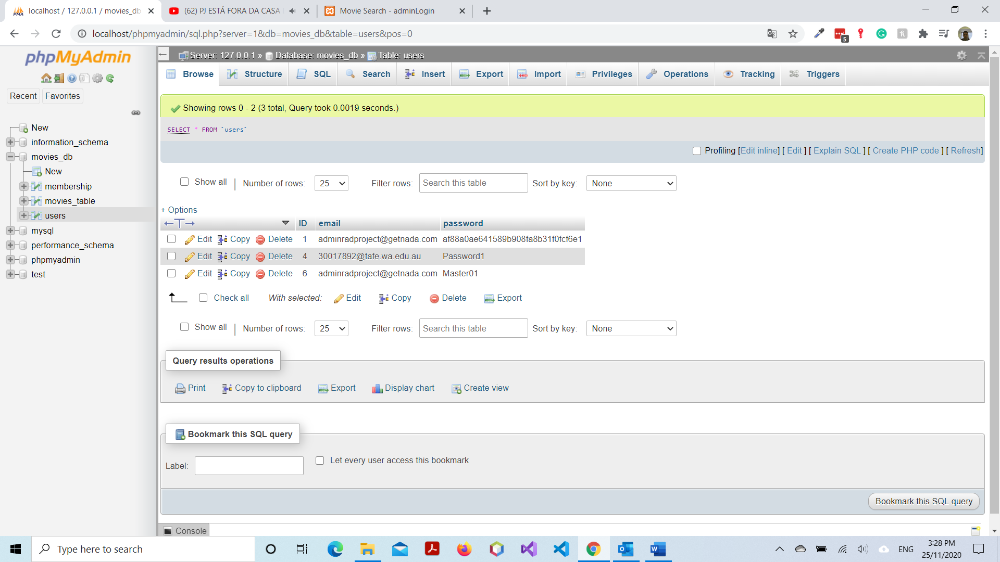 localhost / 127.0.0.1 / movies_db
(62) PJ ESTÁ FORA DA CASA
Movie Search - adminLogin
localhost/phpmyadmin/sql.php?server=1&db=movies_db&table=users&pos=0
5
phpMyAdmin
Recent Favorites
New
information_schema
movies_db
New
membership
movies_table
users
mysql
performance_schema
phpmyadmin
test
Server: 127.0.0.1 » Database: movies_db » Table: users
Browse Structure SQL Search Insert Export Import Privileges Operations Tracking Triggers
Showing rows 0 - 2 (3 total, Query took 0.0019 seconds.)
SELECT * FROM `users`
Profiling [Edit inline] [ Edit ] [ Explain SQL ] [ Create PHP code ] [ Refresh]
Show all | Number of rows: 25 Filter rows: Search this table Sort by key: None
+ Options
←T→ ID email password
Edit Copy Delete 1 adminradproject@getnada.com af88a0ae641589b908fa8b31f0fcf6e1
Edit Copy Delete 4 30017892@tafe.wa.edu.au Password1
Edit Copy Delete 6 adminradproject@getnada.com Master01
Check all With selected: Edit Copy Delete Export
Show all | Number of rows: 25 Filter rows: Search this table Sort by key: None
Query results operations
Print Copy to clipboard Export Display chart Create view
Bookmark this SQL query
Label: Let every user access this bookmark
Bookmark this SQL query
Console
Type here to search
ENG
3:28 PM
25/11/2020